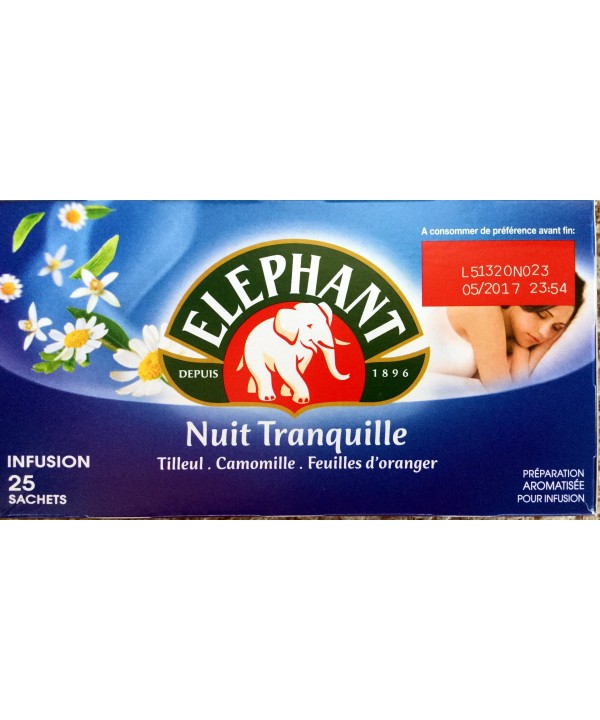 A consommer de préférence avant fin:
L51320N023
05/2017 23:54
ELEPHANT
DEPUIS 1896
Nuit Tranquille
Tilleul . Camomille . Feuilles d'oranger
INFUSION
25
SACHETS
PRÉPARATION
AROMATISÉE
POUR INFUSION